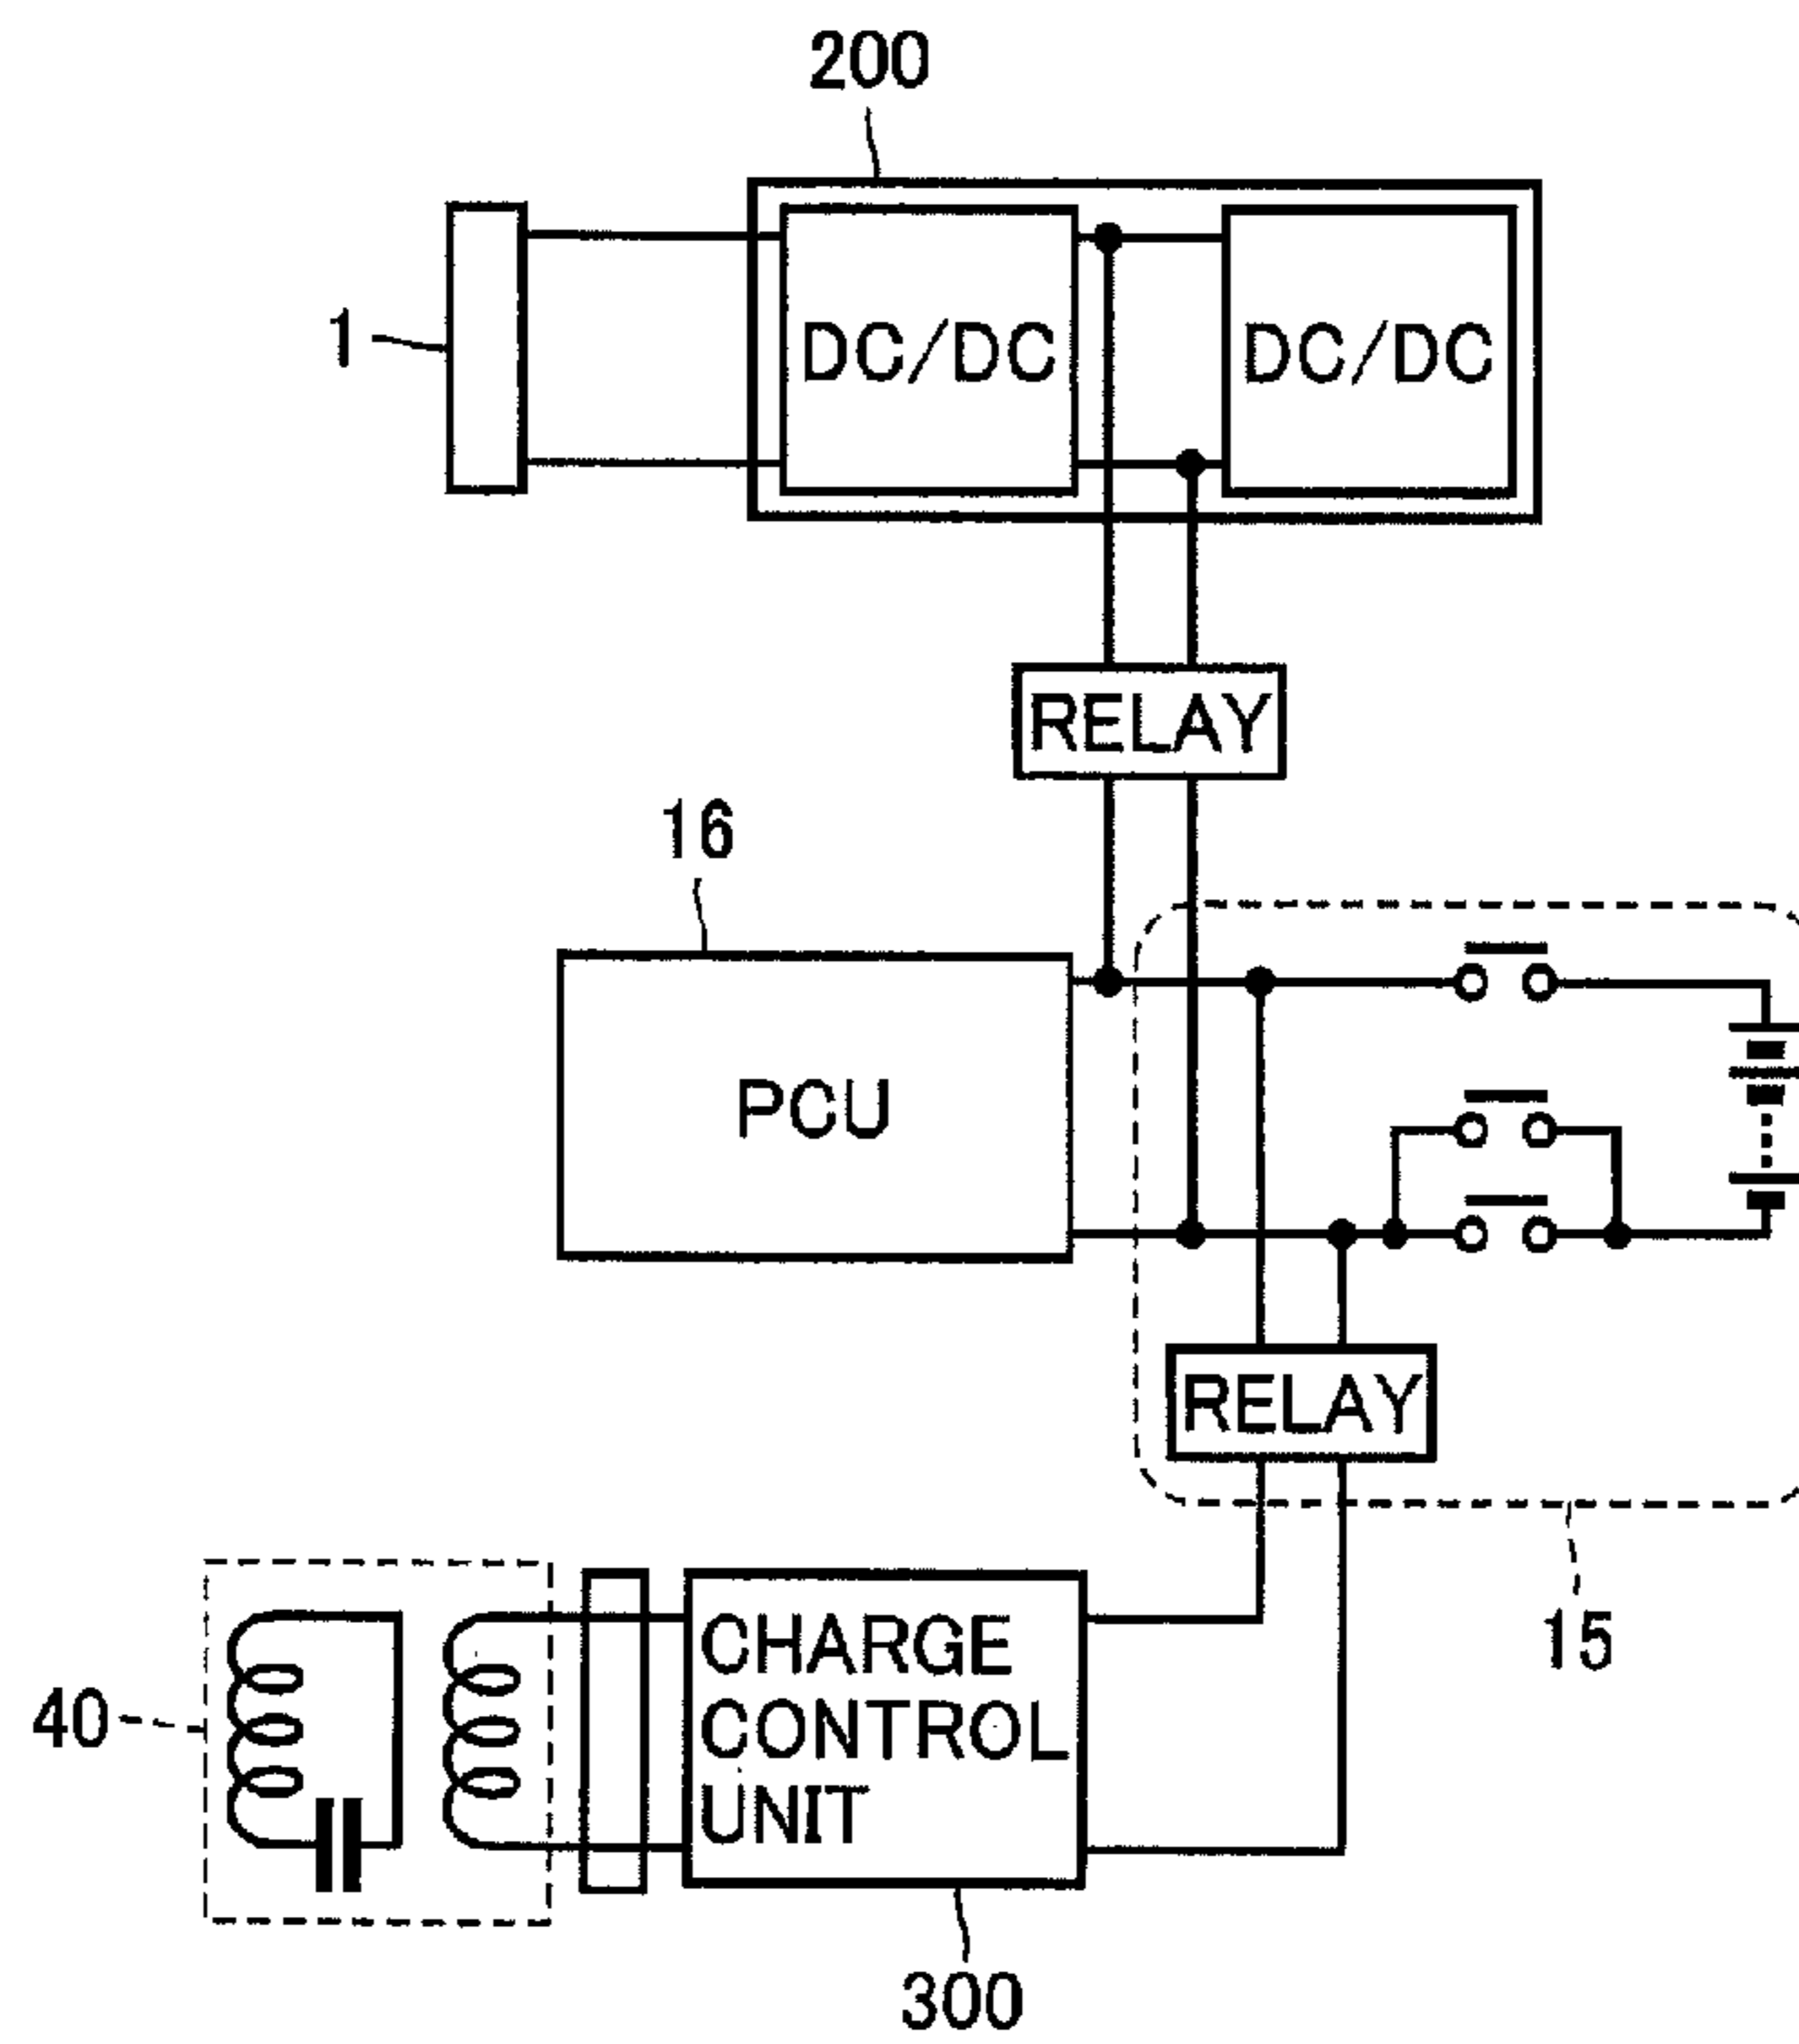 200
1
DC/DC
DC/DC
RELAY
16
PCU
RELAY
15
40
CHARGE
CONTROL
UNIT
300